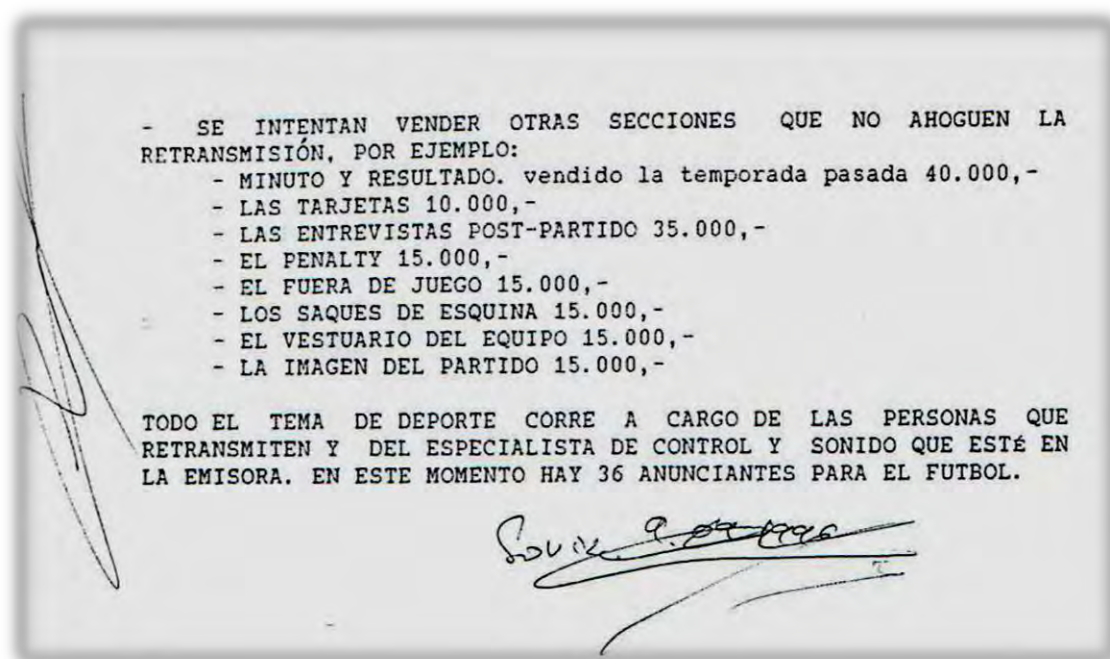 - SE INTENTAN VENDER OTRAS SECCIONES QUE NO AHOGUEN LA
RETRANSMISIÓN, POR EJEMPLO:
- MINUTO Y RESULTADO. vendido la temporada pasada 40.000,-
- LAS TARJETAS 10.000,-
- LAS ENTREVISTAS POST-PARTIDO 35.000,-
- EL PENALTY 15.000,-
- EL FUERA DE JUEGO 15.000,-
- LOS SAQUES DE ESQUINA 15.000,-
- EL VESTUARIO DEL EQUIPO 15.000,-
- LA IMAGEN DEL PARTIDO 15.000,-
TODO EL TEMA DE DEPORTE CORRE A CARGO DE LAS PERSONAS QUE
RETRANSMITEN Y DEL ESPECIALISTA DE CONTROL Y SONIDO QUE ESTÉ EN
LA EMISORA. EN ESTE MOMENTO HAY 36 ANUNCIANTES PARA EL FUTBOL.